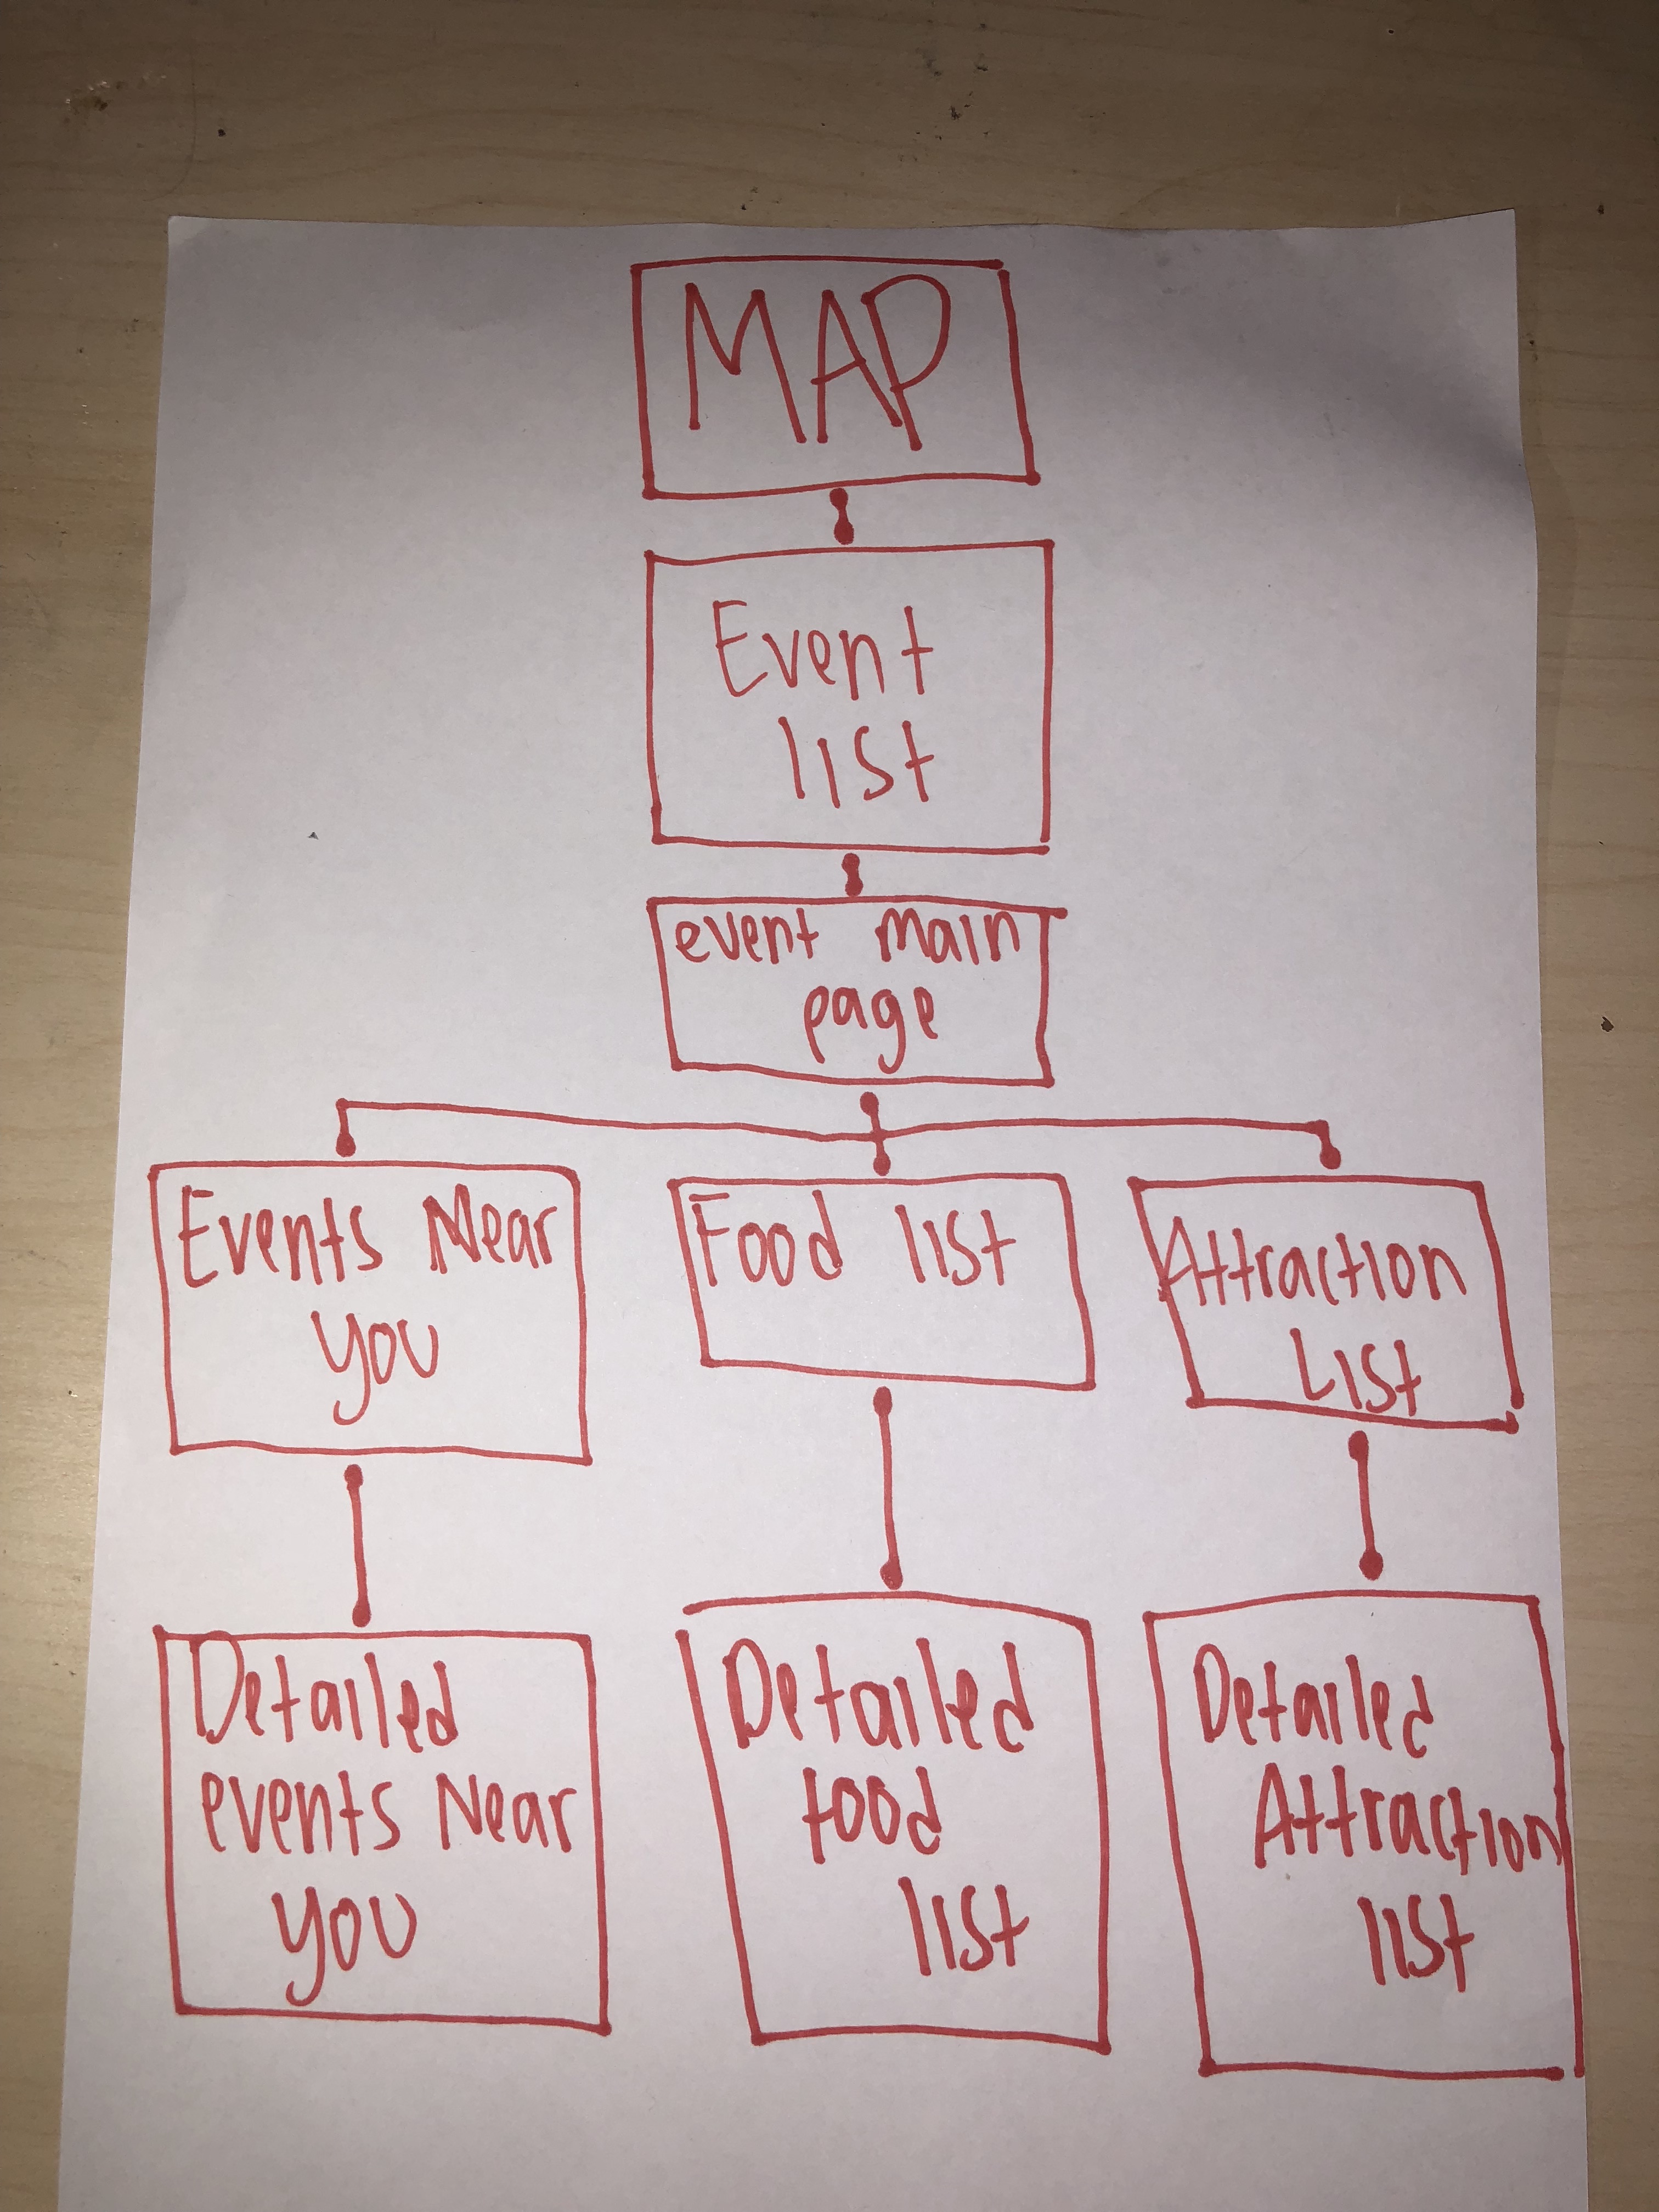 MAP
Event
list
event main
page
Events Near
you
Food list
Attraction
List
Detailed
events Near
you
Detailed
food
list
Detailed
Attraction
list